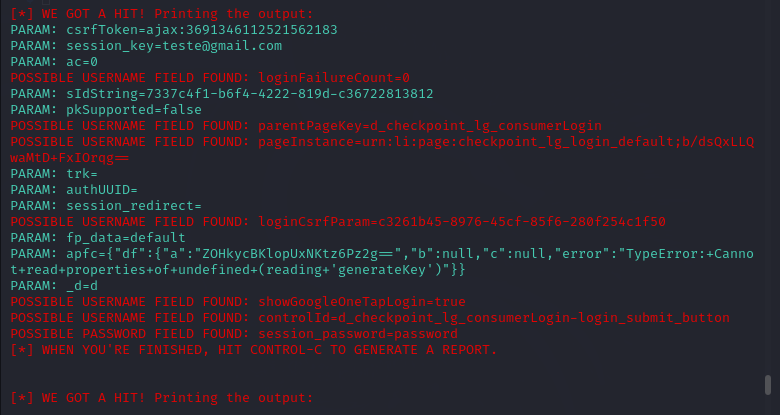 [*] WE GOT A HIT! Printing the output:
PARAM: csrfToken=ajax:3691346112521562183
PARAM: session_key=teste@gmail.com
PARAM: ac=0
POSSIBLE USERNAME FIELD FOUND: loginFailureCount=0
PARAM: sIdString=7337c4f1-b6f4-4222-819d-c36722813812
PARAM: pkSupported=false
POSSIBLE USERNAME FIELD FOUND: parentPageKey=d_checkpoint_lg_consumerLogin
POSSIBLE USERNAME FIELD FOUND: pageInstance=urn:li:page:checkpoint_lg_login_default;b/dsQxLLQ
waMtD+FxIOrqg==
PARAM: trk=
PARAM: authUUID=
PARAM: session_redirect=
POSSIBLE USERNAME FIELD FOUND: loginCsrfParam=c3261b45-8976-45cf-85f6-280f254c1f50
PARAM: fp_data=default
PARAM: apfc={"df":{"a":"ZOHkycBKlopUxNKtz6Pz2g==","b":null,"c":null,"error":"TypeError:+Canno
t+read+properties+of+undefined+(reading+'generateKey')"}}
PARAM: _d=d
POSSIBLE USERNAME FIELD FOUND: showGoogleOneTapLogin=true
POSSIBLE USERNAME FIELD FOUND: controlId=d_checkpoint_lg_consumerLogin-login_submit_button
POSSIBLE PASSWORD FIELD FOUND: session_password=password
[*] WHEN YOU'RE FINISHED, HIT CONTROL-C TO GENERATE A REPORT.
[*] WE GOT A HIT! Printing the output: